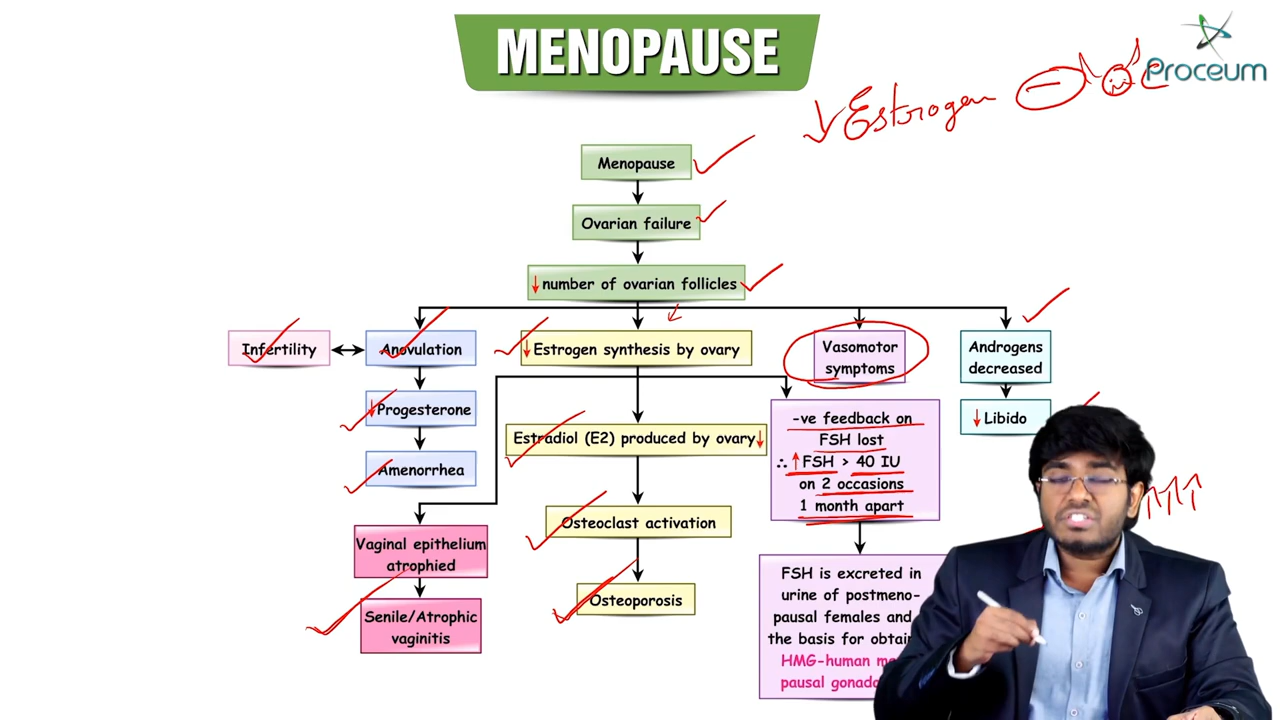 MENOPAUSE
Proceum
↓ Estrogen
Menopause
Ovarian failure
↓ number of ovarian follicles
Infertility
Anovulation
↓ Estrogen synthesis by ovary
Vasomotor
symptoms
Androgens
decreased
↓ Progesterone
↓ Libido
Amenorrhea
Estradiol (E2) produced by ovary ↓
-ve feedback on
FSH lost
∴ ↑ FSH > 40 IU
on 2 occasions
1 month apart
Osteoclast activation
Vaginal epithelium
atrophied
Osteoporosis
Senile/Atrophic
vaginitis
FSH is excreted in
urine of postmeno-
pausal females and
the basis for
HMG-human
pausal